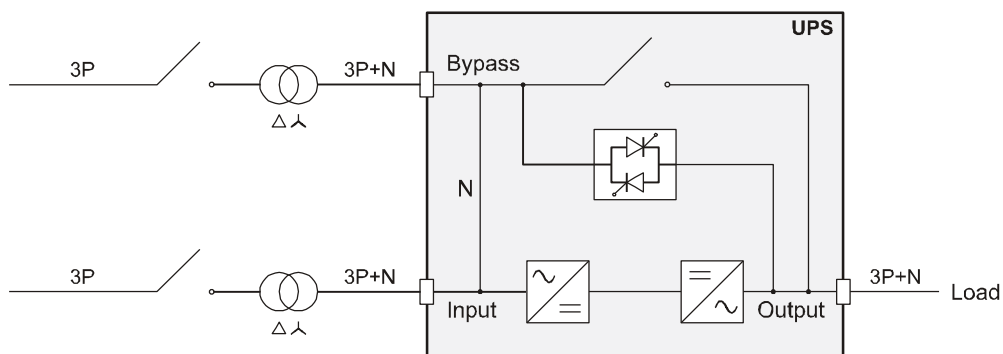 UPS
3P
3P+N
Bypass
N
3P
3P+N
Input
Output
3P+N
Load